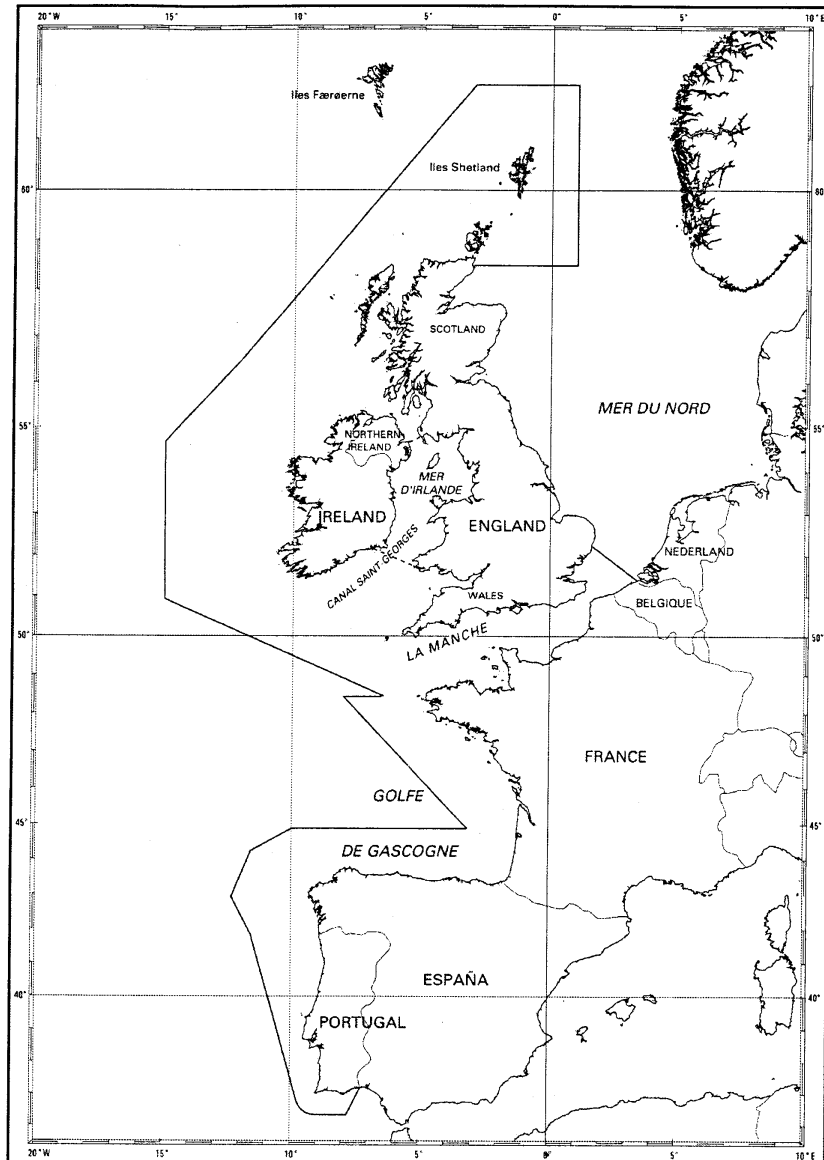 20°W 15° 10° 5° 0° 5° 10°E
Iles Færøerne
Iles Shetland
60° 60°
SCOTLAND
MER DU NORD
55° 55°
NORTHERN
IRELAND
MER
D'IRLANDE
IRELAND
ENGLAND
NEDERLAND
CANAL SAINT-GEORGES
WALES
BELGIQUE
LA MANCHE
50° 50°
FRANCE
GOLFE
45° 45°
DE GASCOGNE
ESPAÑA
40° 40°
PORTUGAL
20°W 15° 10° 5° 0° 5° 10°E